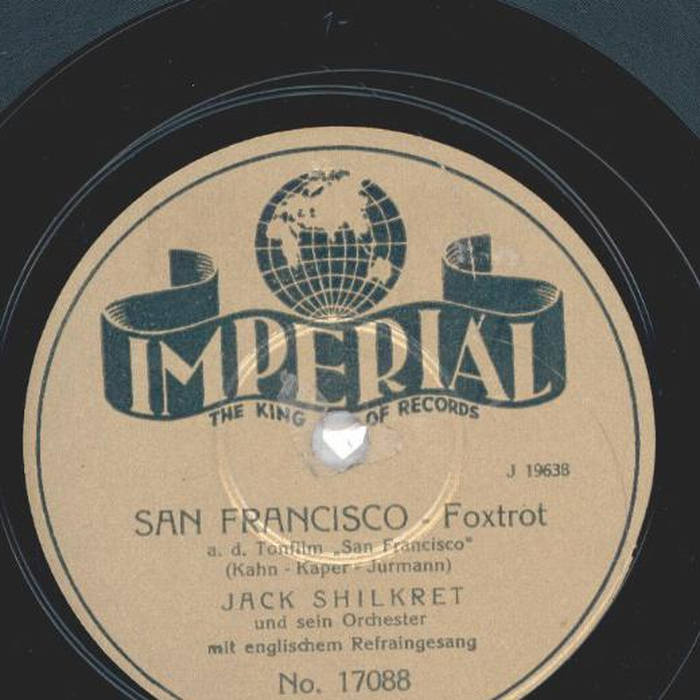 IMPERIAL
THE KING OF RECORDS
J 19638
SAN FRANCISCO - Foxtrot
a. d. Tonfilm „San Francisco"
(Kahn - Kaper - Jurmann)
JACK SHILKRET
und sein Orchester
mit englischem Refraingesang
No. 17088